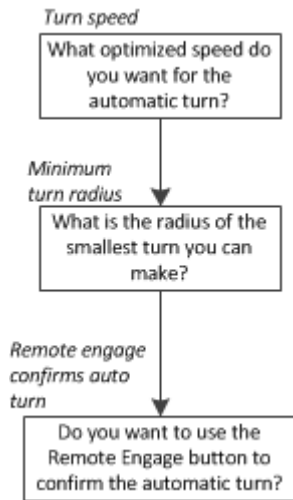 Turn speed
What optimized speed do
you want for the
automatic turn?
Minimum
turn radius
What is the radius of the
smallest turn you can
make?
Remote engage
confirms auto
turn
Do you want to use the
Remote Engage button to
confirm the automatic turn?